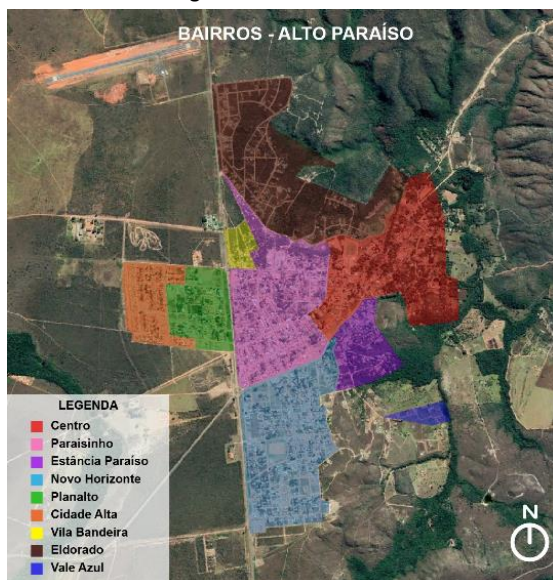 BAIRROS - ALTO PARAÍSO
LEGENDA
Centro
Paraisinho
Estância Paraíso
Novo Horizonte
Planalto
Cidade Alta
Vila Bandeira
Eldorado
Vale Azul
N